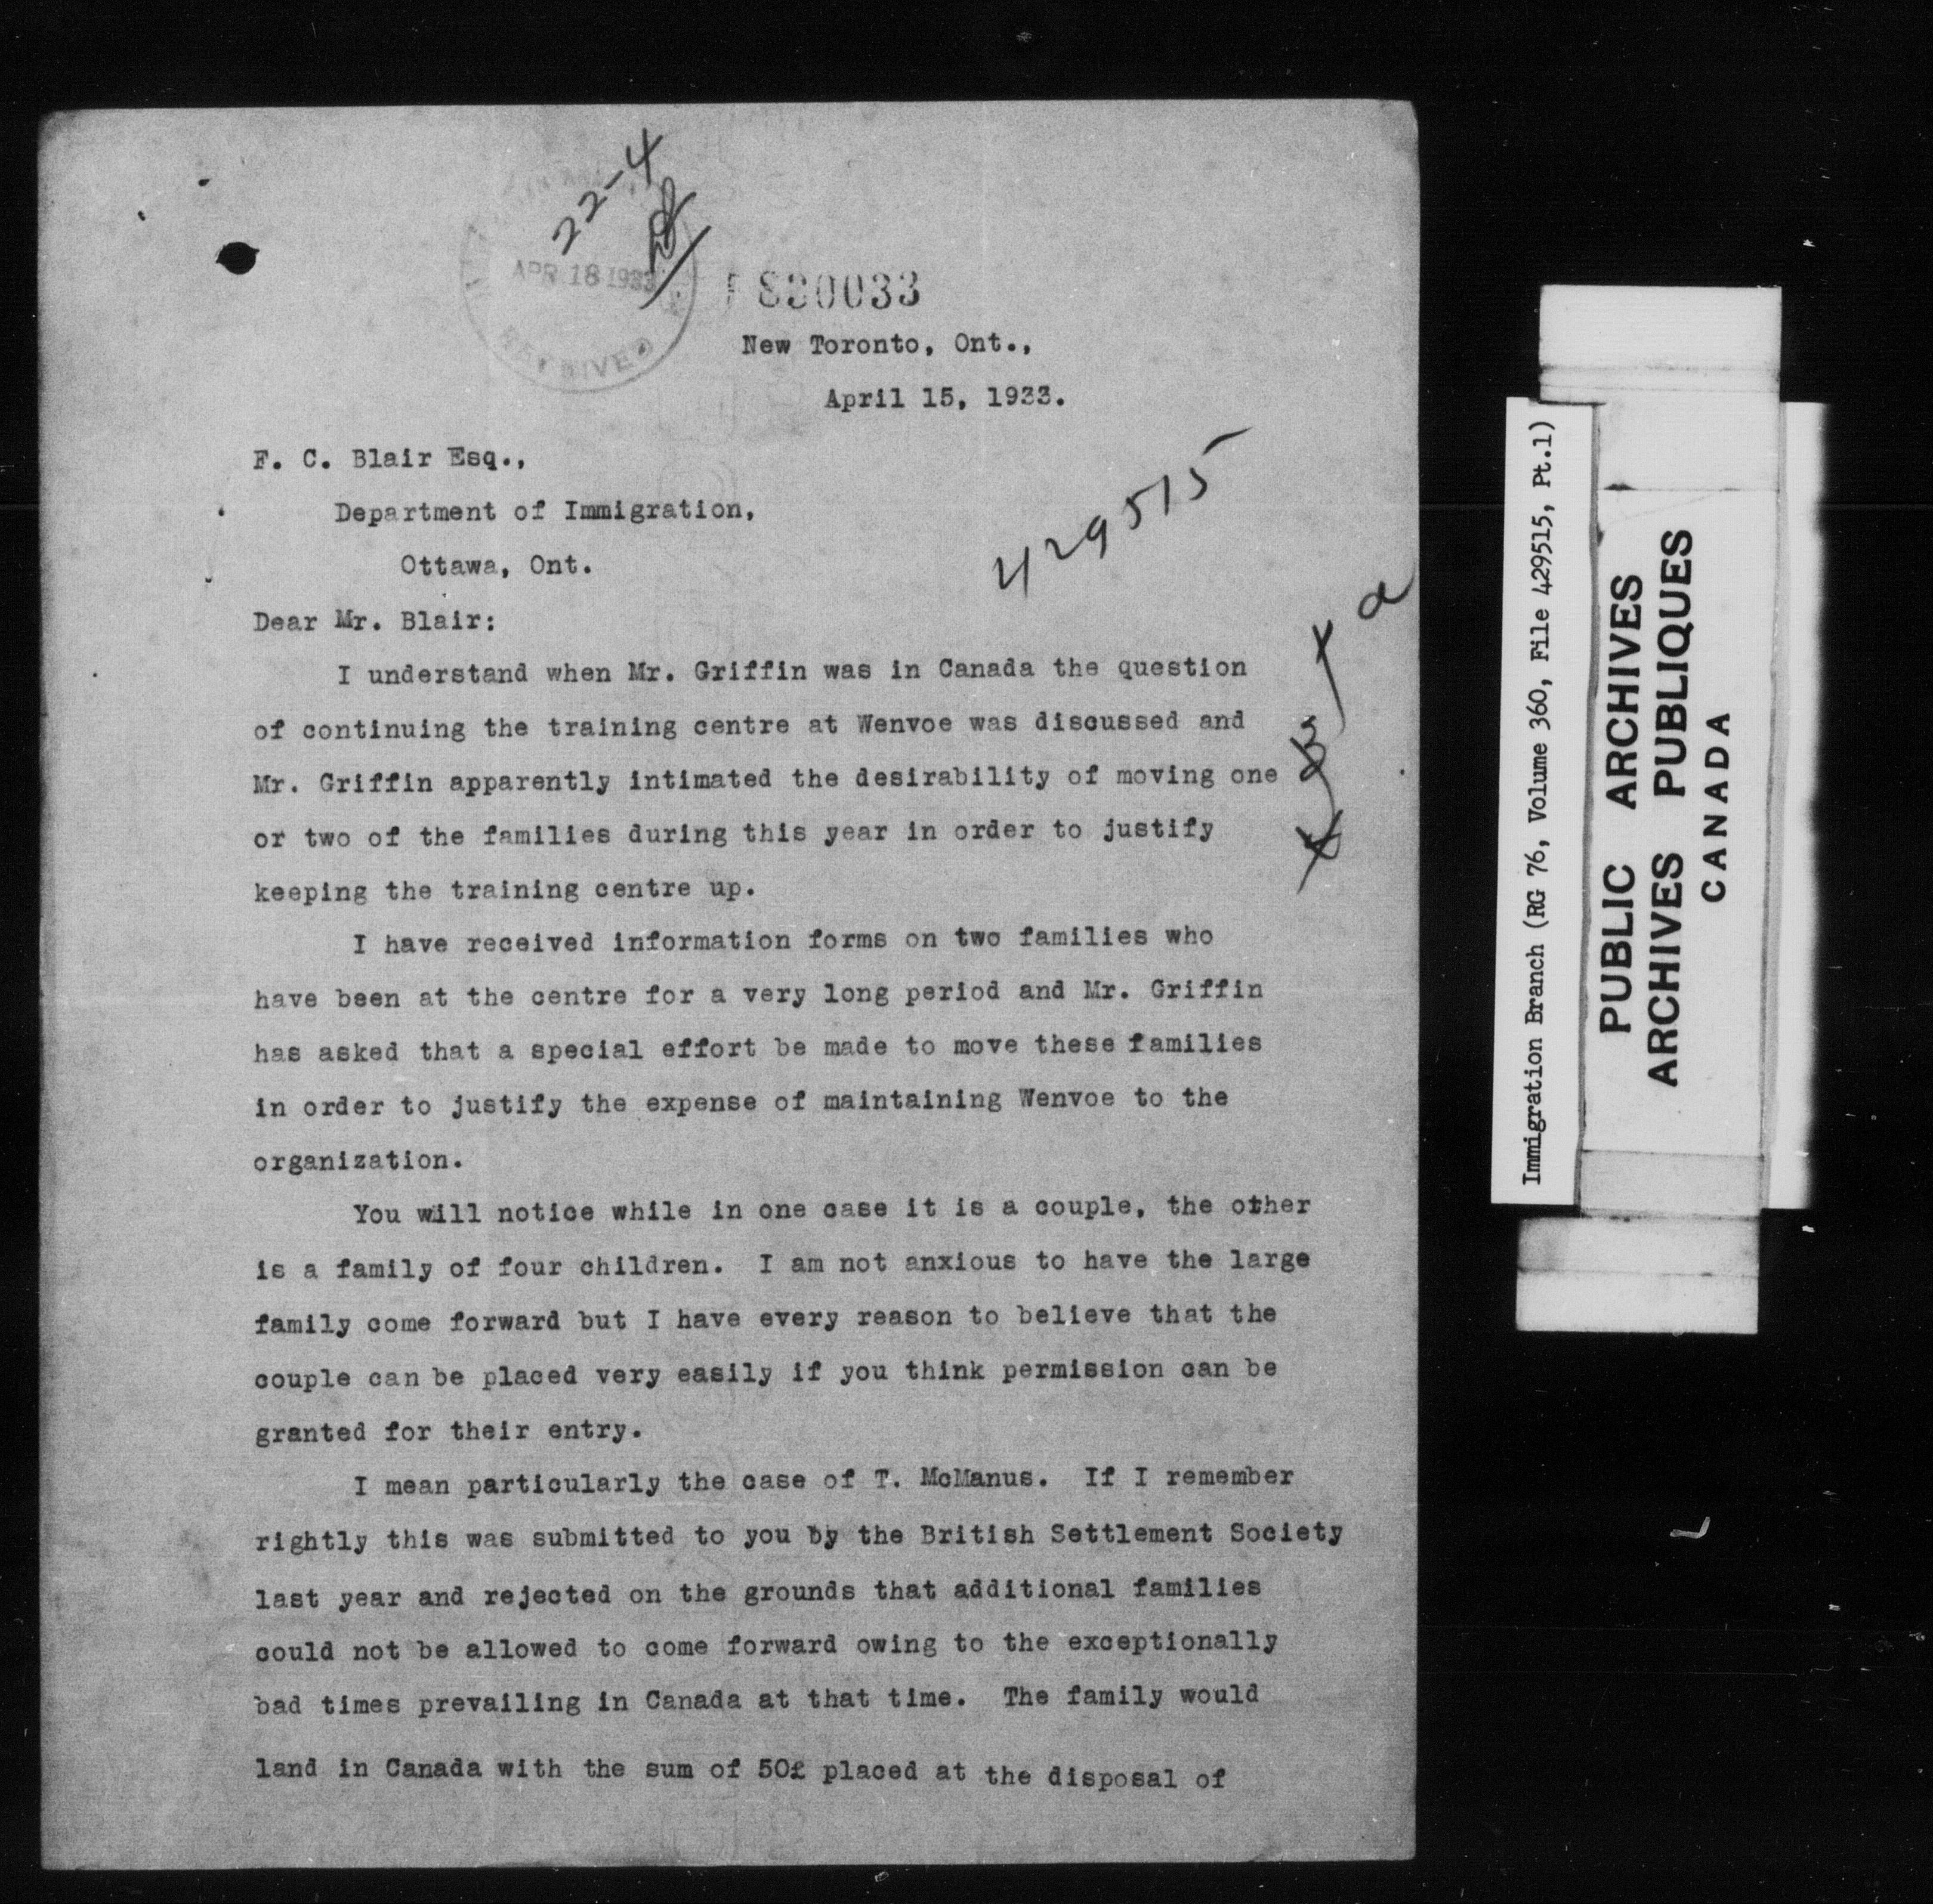 22-4
APR 18 1933
RECEIVED
830033
New Toronto, Ont.,
April 15, 1933.
F. C. Blair Esq.,
Department of Immigration,
Ottawa, Ont.
429515
Dear Mr. Blair:
I understand when Mr. Griffin was in Canada the question
of continuing the training centre at Wenvoe was discussed and
Mr. Griffin apparently intimated the desirability of moving one
or two of the families during this year in order to justify
keeping the training centre up.
I have received information forms on two families who
have been at the centre for a very long period and Mr. Griffin
has asked that a special effort be made to move these families
in order to justify the expense of maintaining Wenvoe to the
organization.
You will notice while in one case it is a couple, the other
is a family of four children. I am not anxious to have the large
family come forward but I have every reason to believe that the
couple can be placed very easily if you think permission can be
granted for their entry.
I mean particularly the case of T. McManus. If I remember
rightly this was submitted to you by the British Settlement Society
last year and rejected on the grounds that additional families
could not be allowed to come forward owing to the exceptionally
bad times prevailing in Canada at that time. The family would
land in Canada with the sum of 50£ placed at the disposal of
Immigration Branch (RG 76, Volume 360, File 429515, Pt.1)
PUBLIC ARCHIVES
ARCHIVES PUBLIQUES
CANADA